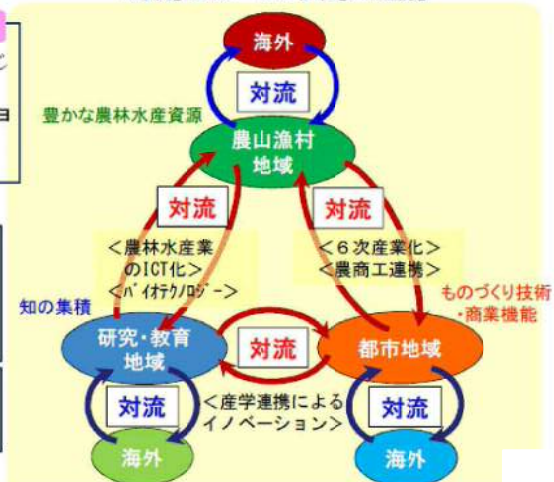 じ
ョ
海外
対流
豊かな農林水産資源
農山漁村
地域
対流
対流
＜農林水産業
のICT化＞
＜ﾊﾞｲｵﾃｸﾉﾛｼﾞｰ＞
＜６次産業化＞
＜農商工連携＞
知の集積
ものづくり技術
・商業機能
研究・教育
地域
対流
都市地域
対流
＜産学連携による
イノベーション＞
対流
海外
海外